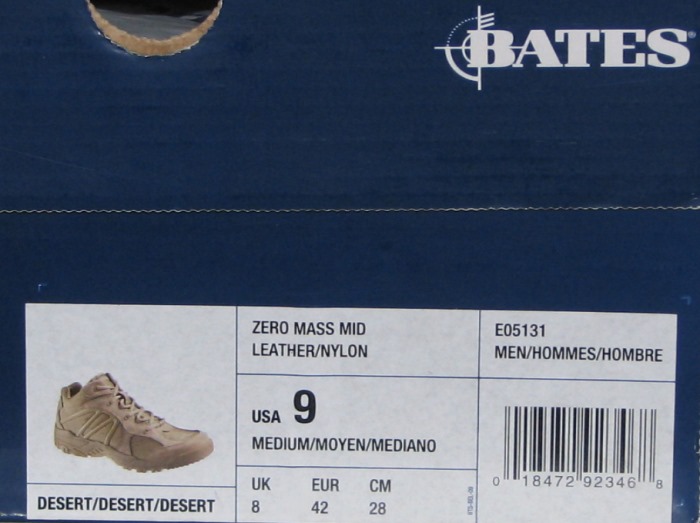 BATES®
ZERO MASS MID
LEATHER/NYLON
E05131
MEN/HOMMES/HOMBRE
USA 9
MEDIUM/MOYEN/MEDIANO
UK EUR CM
8 42 28
DESERT/DESERT/DESERT
0 18472 92346 8